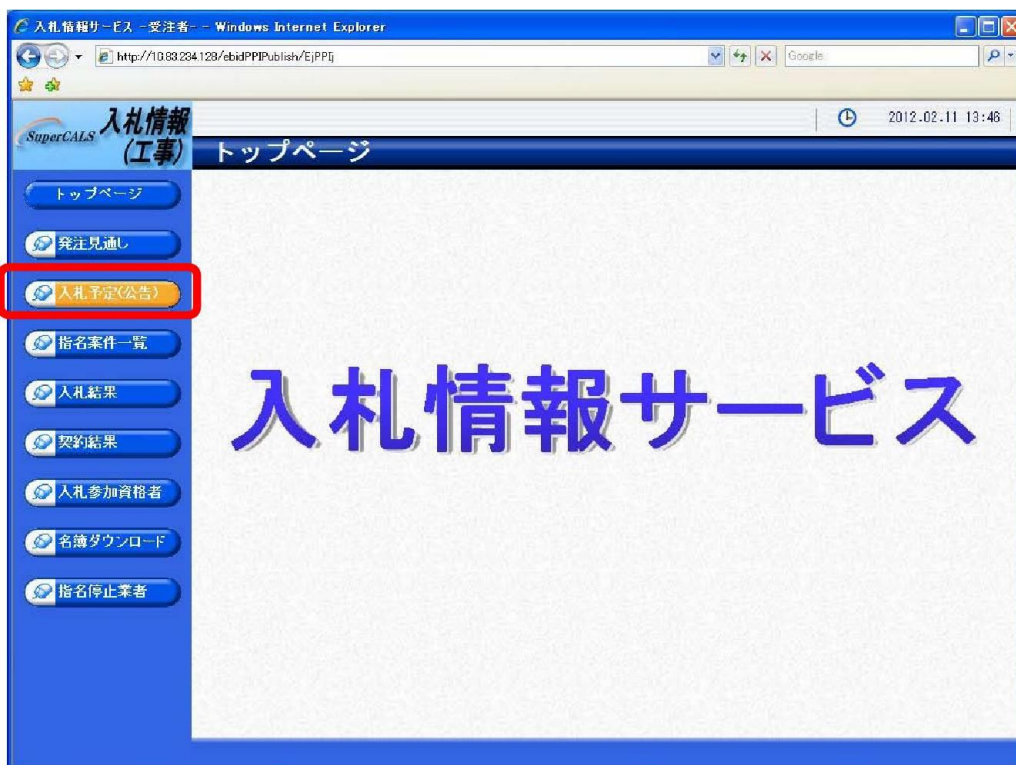 入札情報サービス -受注者- - Windows Internet Explorer
http://10.83.234.128/ebidPPIPublish/EjPPIj
Google
SuperCALS 入札情報
(工事)
2012.02.11 13:46
トップページ
トップページ
発注見通し
入札予定(公告)
指名案件一覧
入札結果
契約結果
入札参加資格者
名簿ダウンロード
指名停止業者
入札情報サービス